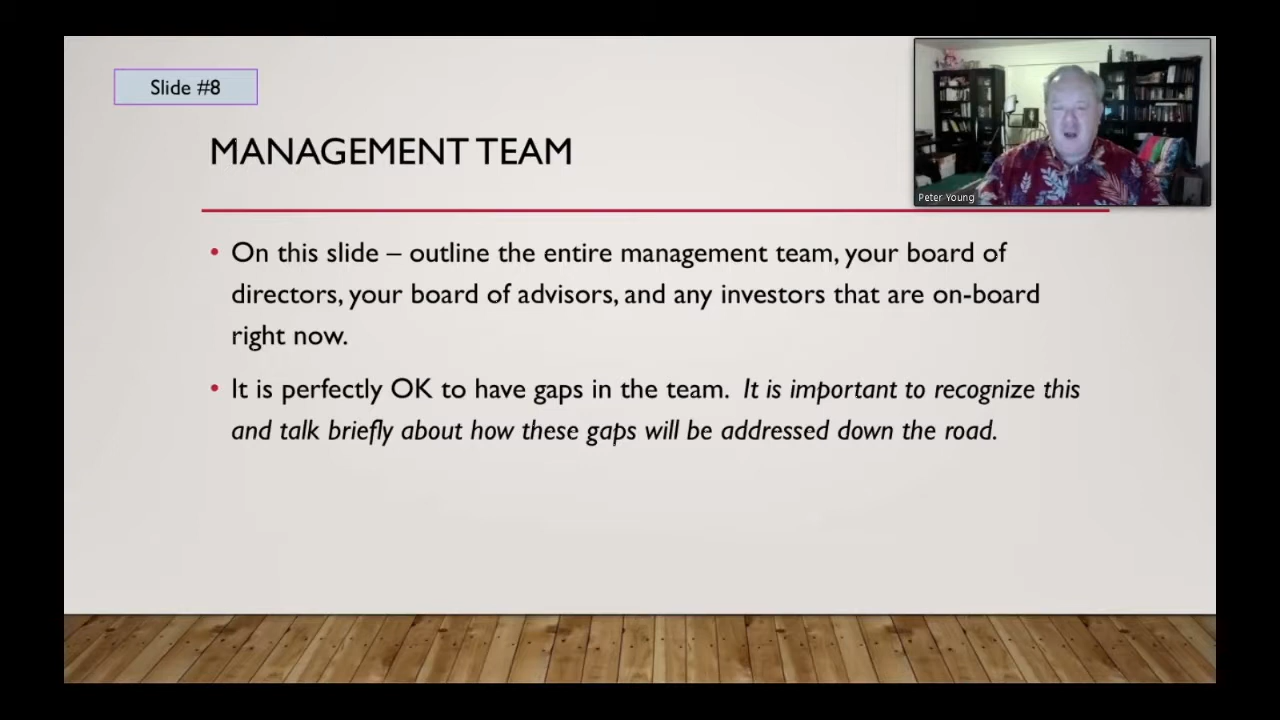 Slide #8
MANAGEMENT TEAM
Peter Young
• On this slide – outline the entire management team, your board of
directors, your board of advisors, and any investors that are on-board
right now.
• It is perfectly OK to have gaps in the team. It is important to recognize this
and talk briefly about how these gaps will be addressed down the road.